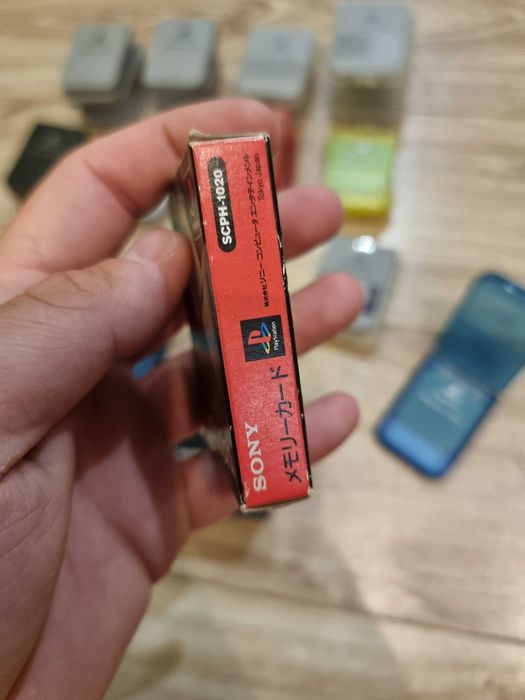 SONY
メモリーカード
PlayStation
SCPH-1020
株式会社 ソニー・コンピュータエンタテインメント
Tokyo Japan